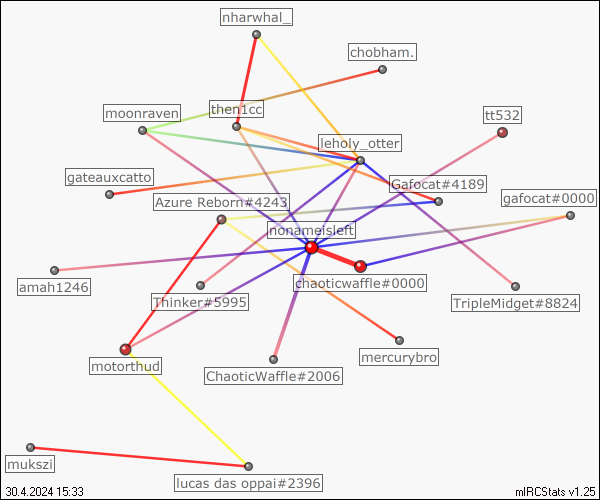 nharwhal_
chobham.
moonraven
then1cc
tt532
leholy_otter
gateauxcatto
Gafocat#4189
Azure Reborn#4243
gafocat#0000
nonameisleft
chaoticwaffle#0000
amah1246
Thinker#5995
TripleMidget#8824
mercurybro
motorthud
ChaoticWaffle#2006
mukszi
lucas das oppai#2396
30.4.2024 15:33
mIRCStats v1.25